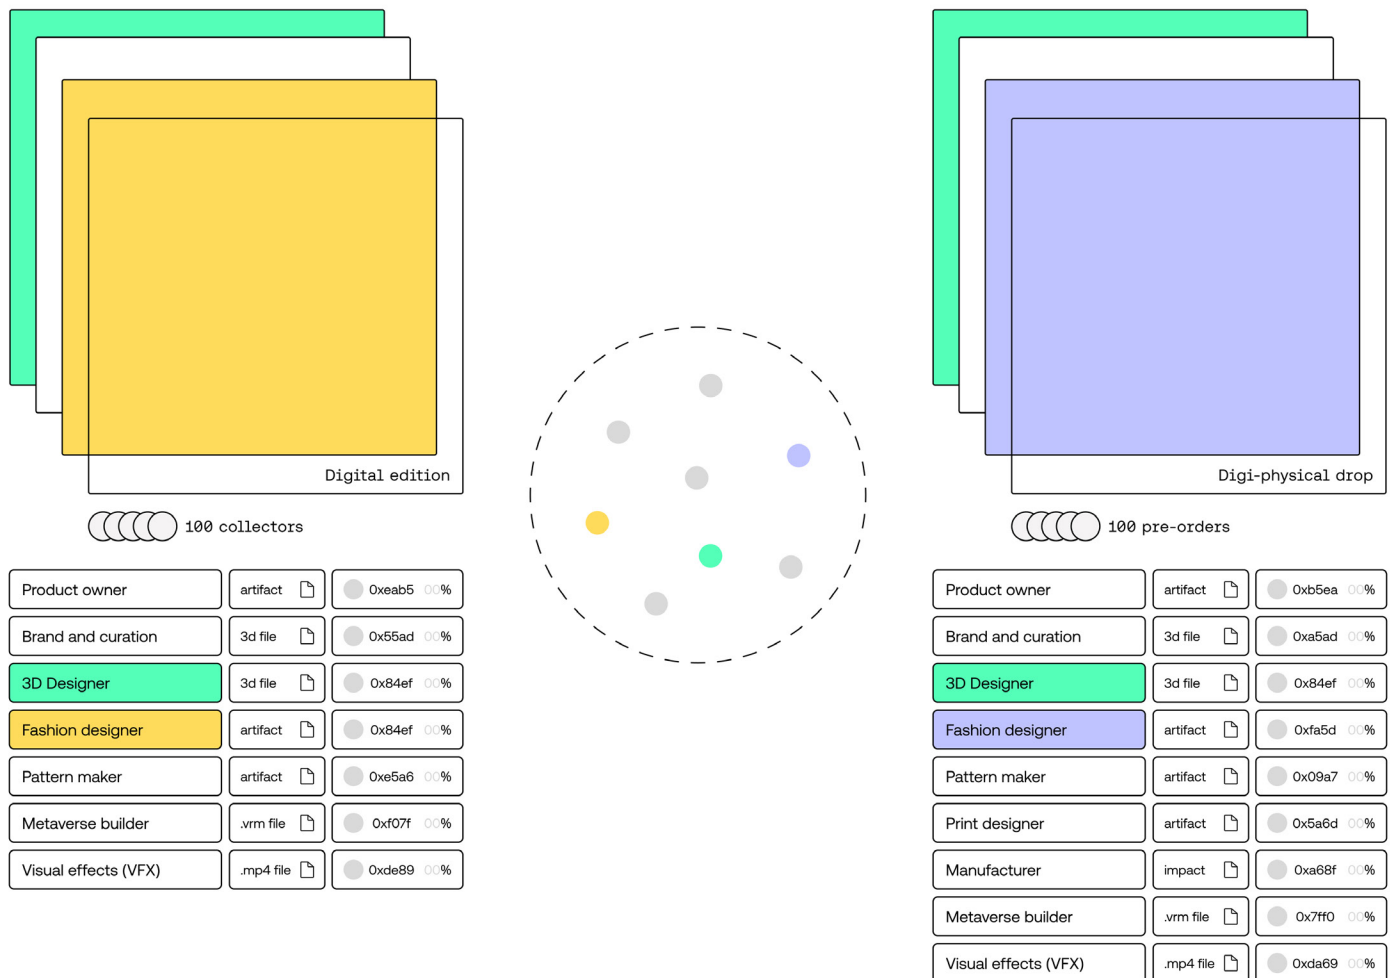 Digital edition
100 collectors
Product owner artifact 0xeab5 00%
Brand and curation 3d file 0x55ad 00%
3D Designer 3d file 0x84ef 00%
Fashion designer artifact 0x84ef 00%
Pattern maker artifact 0xe5a6 00%
Metaverse builder .vrm file 0xf07f 00%
Visual effects (VFX) .mp4 file 0xde89 00%
Digi-physical drop
100 pre-orders
Product owner artifact 0xb5ea 00%
Brand and curation 3d file 0xa5ad 00%
3D Designer 3d file 0x84ef 00%
Fashion designer artifact 0xfa5d 00%
Pattern maker artifact 0x09a7 00%
Print designer artifact 0x5a6d 00%
Manufacturer impact 0xa68f 00%
Metaverse builder .vrm file 0x7ff0 00%
Visual effects (VFX) .mp4 file 0xda69 00%